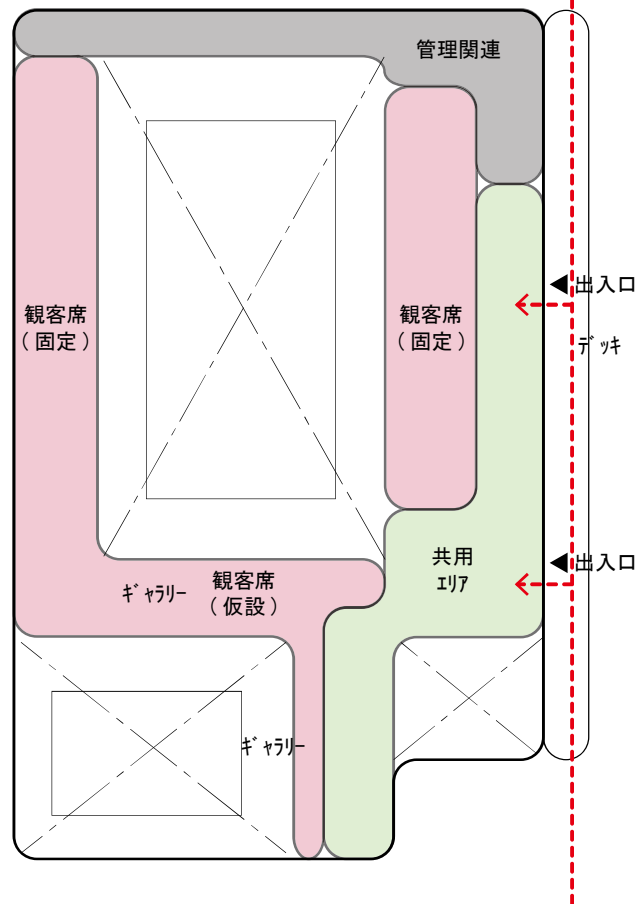 管理関連
観客席
（固定）
観客席
（固定）
◀出入口
ﾃﾞｯｷ
◀出入口
共用
ｴﾘｱ
ｷﾞｬﾗﾘｰ
観客席
（仮設）
ｷﾞｬﾗﾘｰ